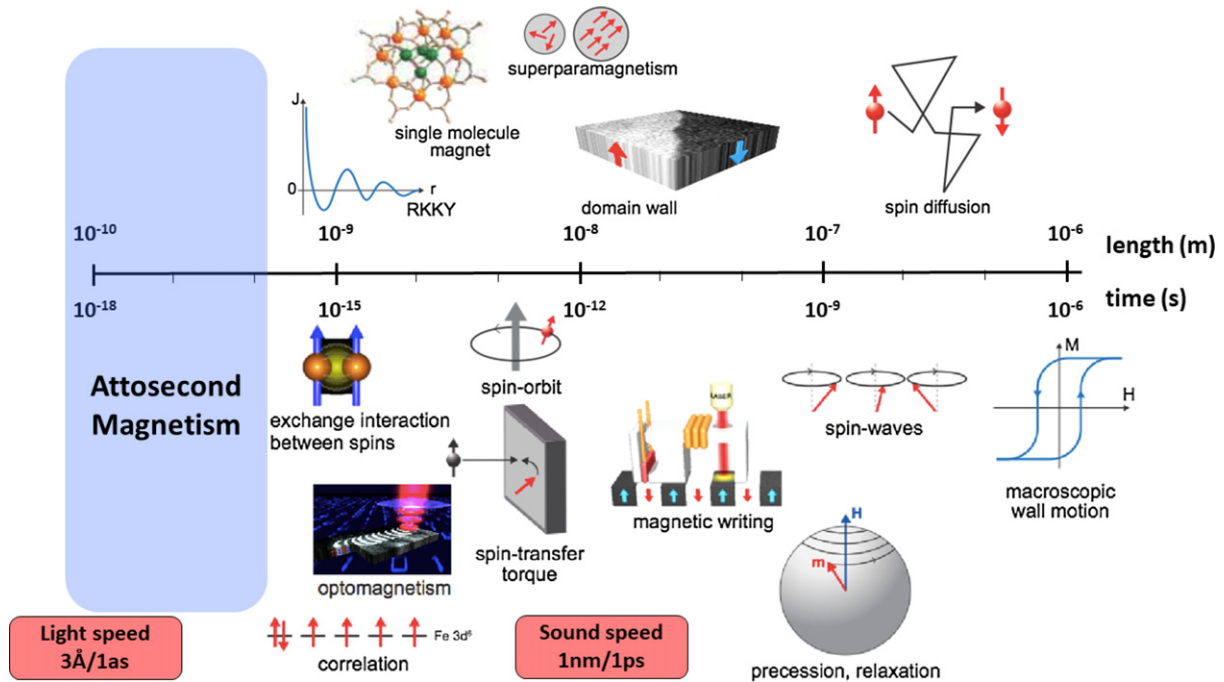 superparamagnetism
single molecule
magnet
J
0
r
RKKY
domain wall
spin diffusion
10⁻¹⁰
10⁻⁹
10⁻⁸
10⁻⁷
10⁻⁶
length (m)
10⁻¹⁸
10⁻¹⁵
10⁻¹²
10⁻⁹
10⁻⁶
time (s)
Attosecond
Magnetism
exchange interaction
between spins
spin-orbit
LASER
magnetic writing
spin-waves
M
H
macroscopic
wall motion
optomagnetism
spin-transfer
torque
H
m
precession, relaxation
Light speed
3Å/1as
Fe 3d⁶
correlation
Sound speed
1nm/1ps